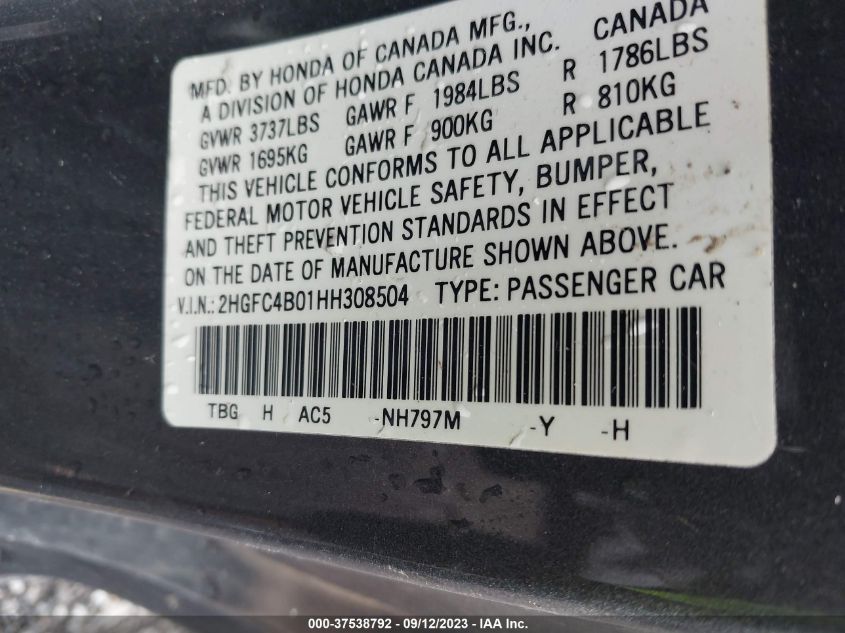 MFD. BY HONDA OF CANADA MFG., CANADA
A DIVISION OF HONDA CANADA INC.
GVWR 3737LBS GAWR F 1984LBS R 1786LBS
GVWR 1695KG GAWR F 900KG R 810KG
THIS VEHICLE CONFORMS TO ALL APPLICABLE
FEDERAL MOTOR VEHICLE SAFETY, BUMPER,
AND THEFT PREVENTION STANDARDS IN EFFECT
ON THE DATE OF MANUFACTURE SHOWN ABOVE.
V.I.N.: 2HGFC4B01HH308504 TYPE: PASSENGER CAR
TBG H AC5 -NH797M -Y -H
000-37538792 - 09/12/2023 - IAA Inc.